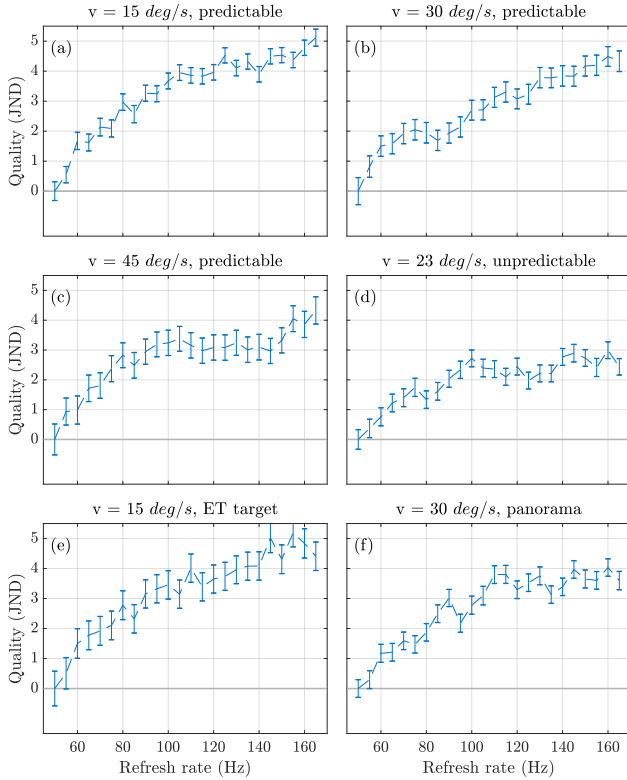 v = 15 deg/s, predictable
v = 30 deg/s, predictable
(a)
(b)
5
4
3
2
1
0
Quality (JND)
v = 45 deg/s, predictable
v = 23 deg/s, unpredictable
(c)
(d)
5
4
3
2
1
0
Quality (JND)
v = 15 deg/s, ET target
v = 30 deg/s, panorama
(e)
(f)
5
4
3
2
1
0
Quality (JND)
60 80 100 120 140 160
60 80 100 120 140 160
Refresh rate (Hz)
Refresh rate (Hz)